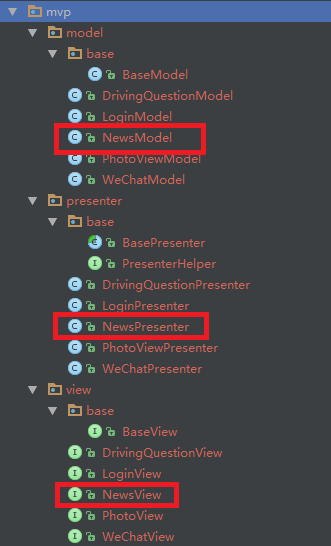 mvp
model
base
BaseModel
DrivingQuestionModel
LoginModel
NewsModel
PhotoViewModel
WeChatModel
presenter
base
BasePresenter
PresenterHelper
DrivingQuestionPresenter
LoginPresenter
NewsPresenter
PhotoViewPresenter
WeChatPresenter
view
base
BaseView
DrivingQuestionView
LoginView
NewsView
PhotoView
WeChatView